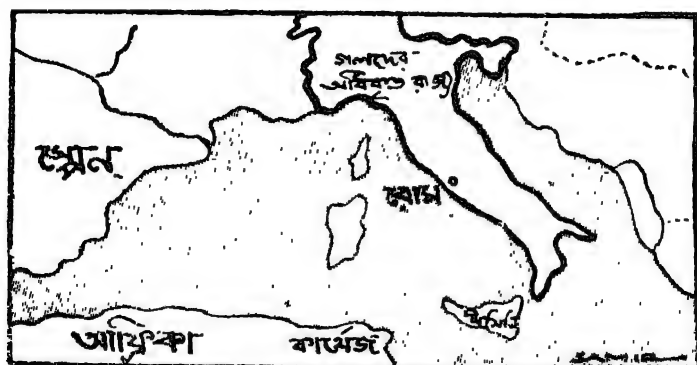 গলদের
অধিকৃত রাজ্য
স্পেন
রোম
সিসিলি
আফ্রিকা
কার্থেজ